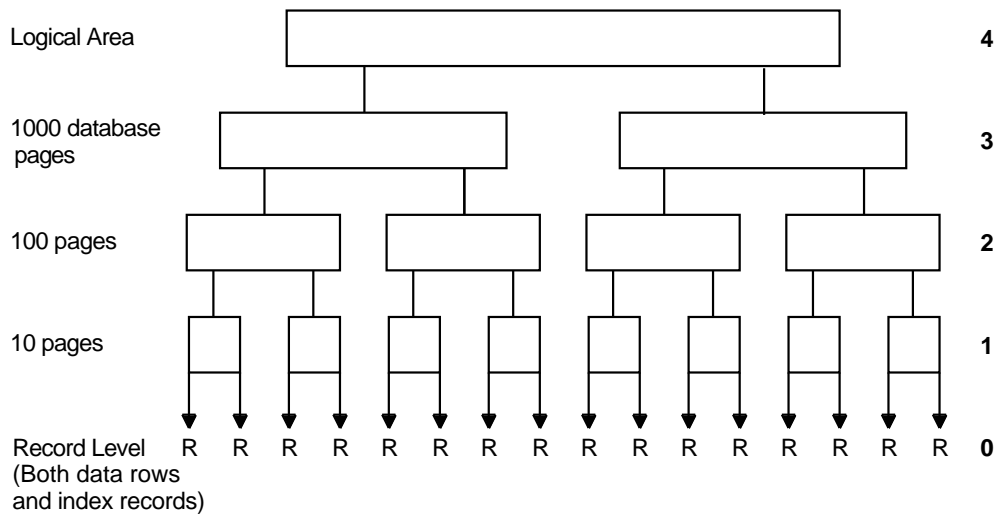 Logical Area 4
1000 database
pages
3
100 pages 2
10 pages 1
Record Level R R R R R R R R R R R R R R R R 0
(Both data rows
and index records)